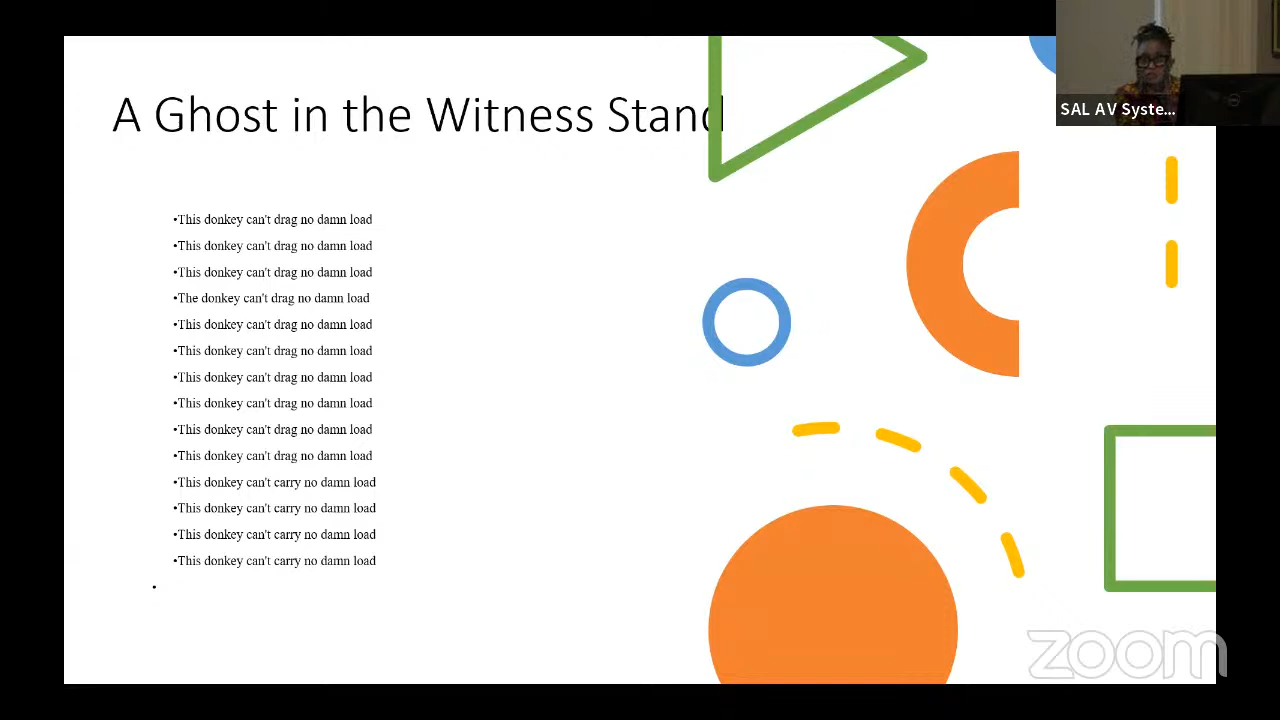 A Ghost in the Witness Stand
SAL AV Syste...
•This donkey can't drag no damn load
•This donkey can't drag no damn load
•This donkey can't drag no damn load
•The donkey can't drag no damn load
•This donkey can't drag no damn load
•This donkey can't drag no damn load
•This donkey can't drag no damn load
•This donkey can't drag no damn load
•This donkey can't drag no damn load
•This donkey can't drag no damn load
•This donkey can't carry no damn load
•This donkey can't carry no damn load
•This donkey can't carry no damn load
•This donkey can't carry no damn load
•
zoom